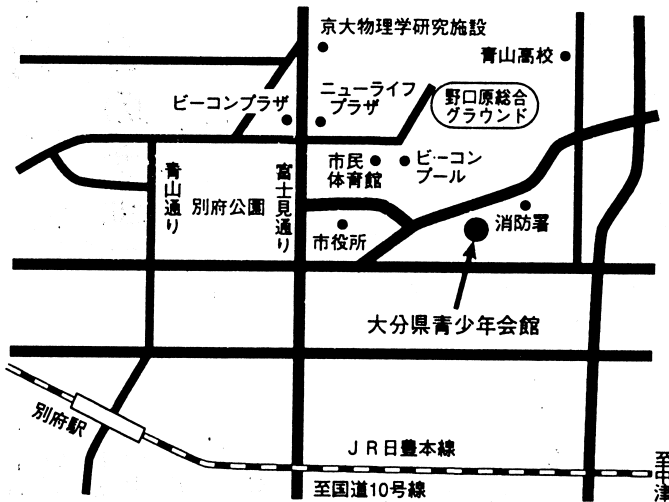 京大物理学研究施設
青山高校
ビーコンプラザ
ニューライフ
プラザ
野口原総合
グラウンド
市民
体育館
ビーコン
プール
青山通り
別府公園
富士見通り
市役所
消防署
大分県青少年会館
別府駅
JR日豊本線
至中津
至国道10号線